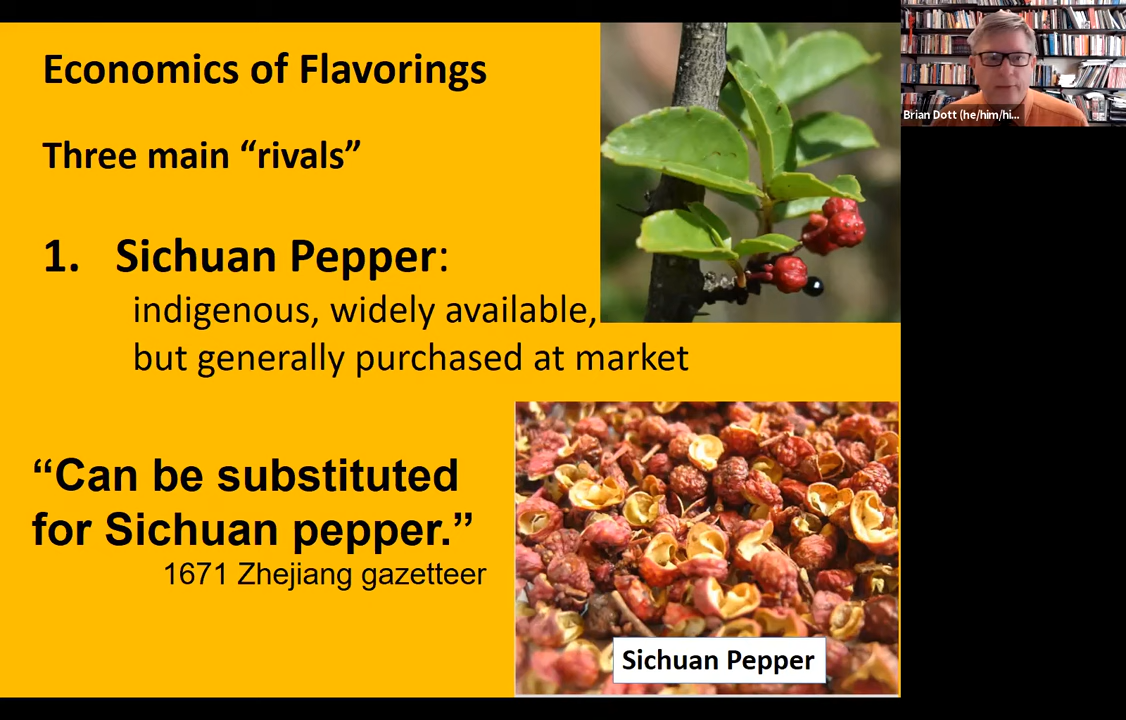 Economics of Flavorings
Three main “rivals”
1. Sichuan Pepper:
indigenous, widely available,
but generally purchased at market
“Can be substituted
for Sichuan pepper.”
1671 Zhejiang gazetteer
Sichuan Pepper
Brian Dott (he/him/hi...